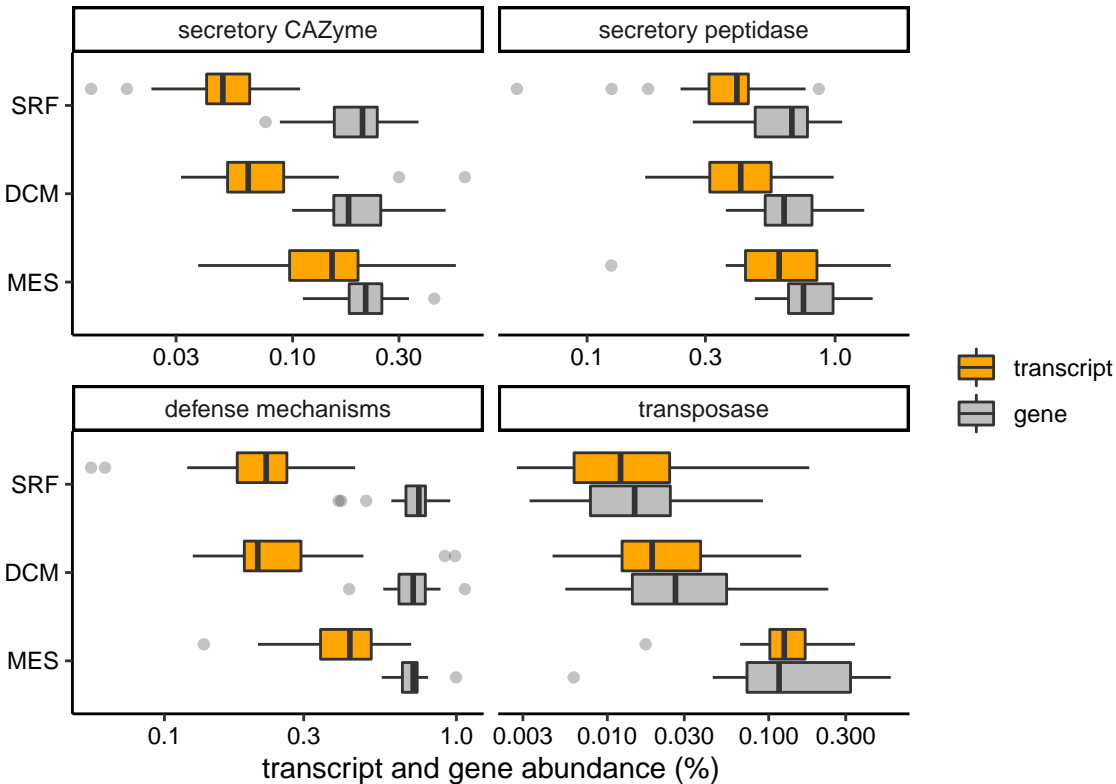 secretory CAZyme
secretory peptidase
SRF
DCM
MES
0.03 0.10 0.30
0.1 0.3 1.0
transcript
gene
defense mechanisms
transposase
SRF
DCM
MES
0.1 0.3 1.0
0.003 0.010 0.030 0.100 0.300
transcript and gene abundance (%)